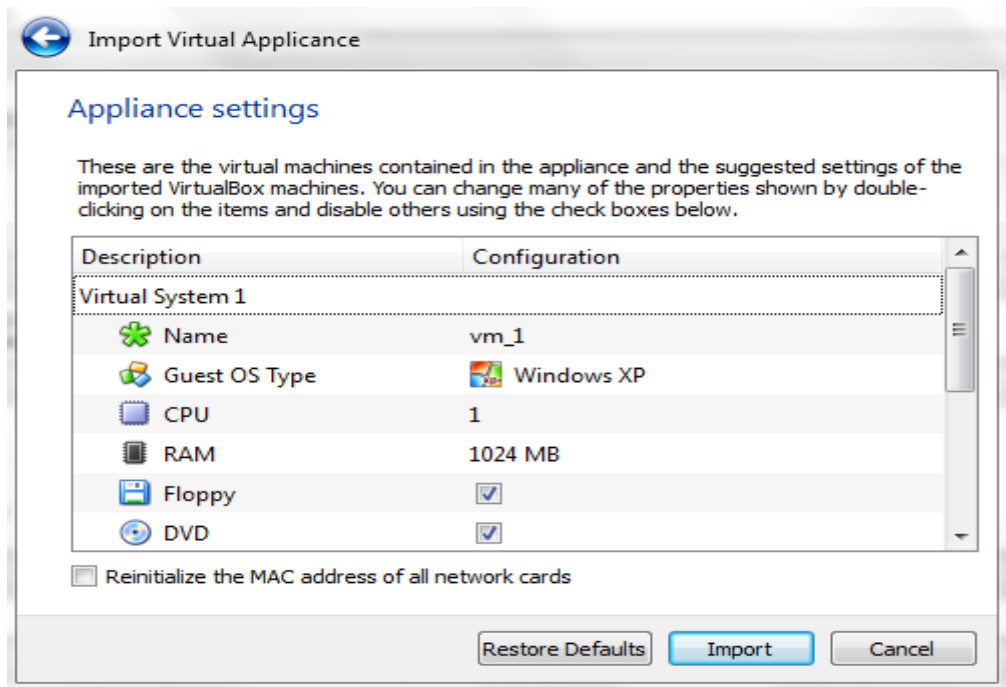 Import Virtual Applicance
Appliance settings
These are the virtual machines contained in the appliance and the suggested settings of the
imported VirtualBox machines. You can change many of the properties shown by double-
clicking on the items and disable others using the check boxes below.
Description Configuration
Virtual System 1
Name vm_1
Guest OS Type Windows XP
CPU 1
RAM 1024 MB
Floppy
DVD
Reinitialize the MAC address of all network cards
Restore Defaults Import Cancel